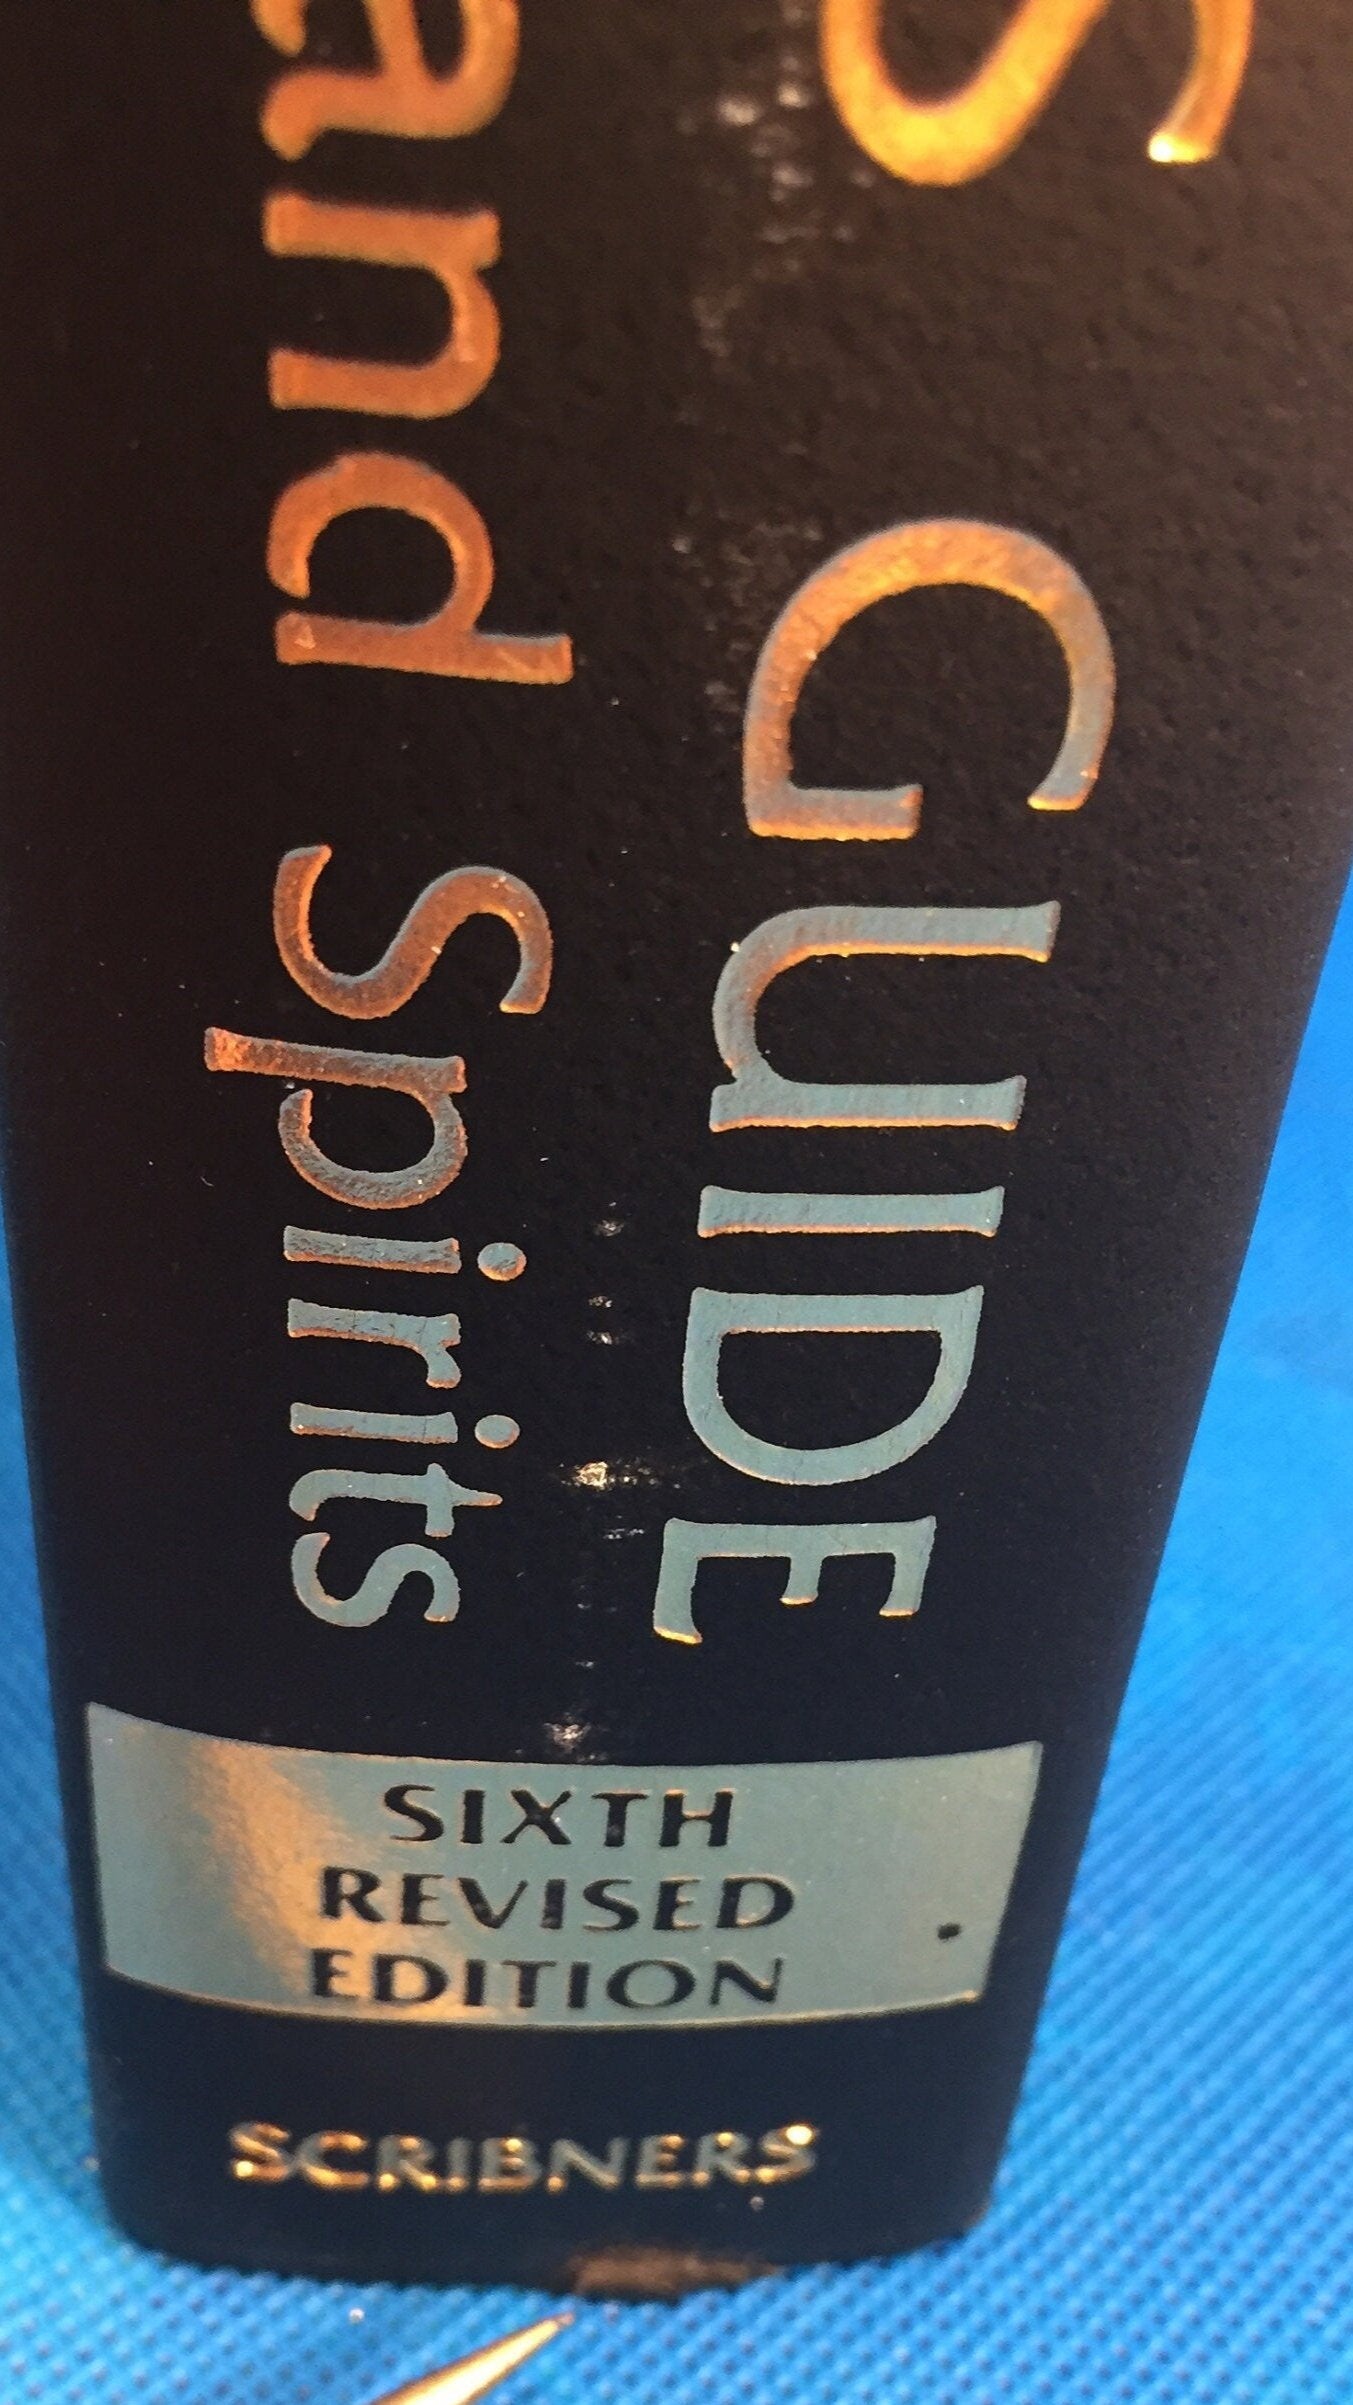 S GUIDE
and Spirits
SIXTH
REVISED
EDITION
SCRIBNERS